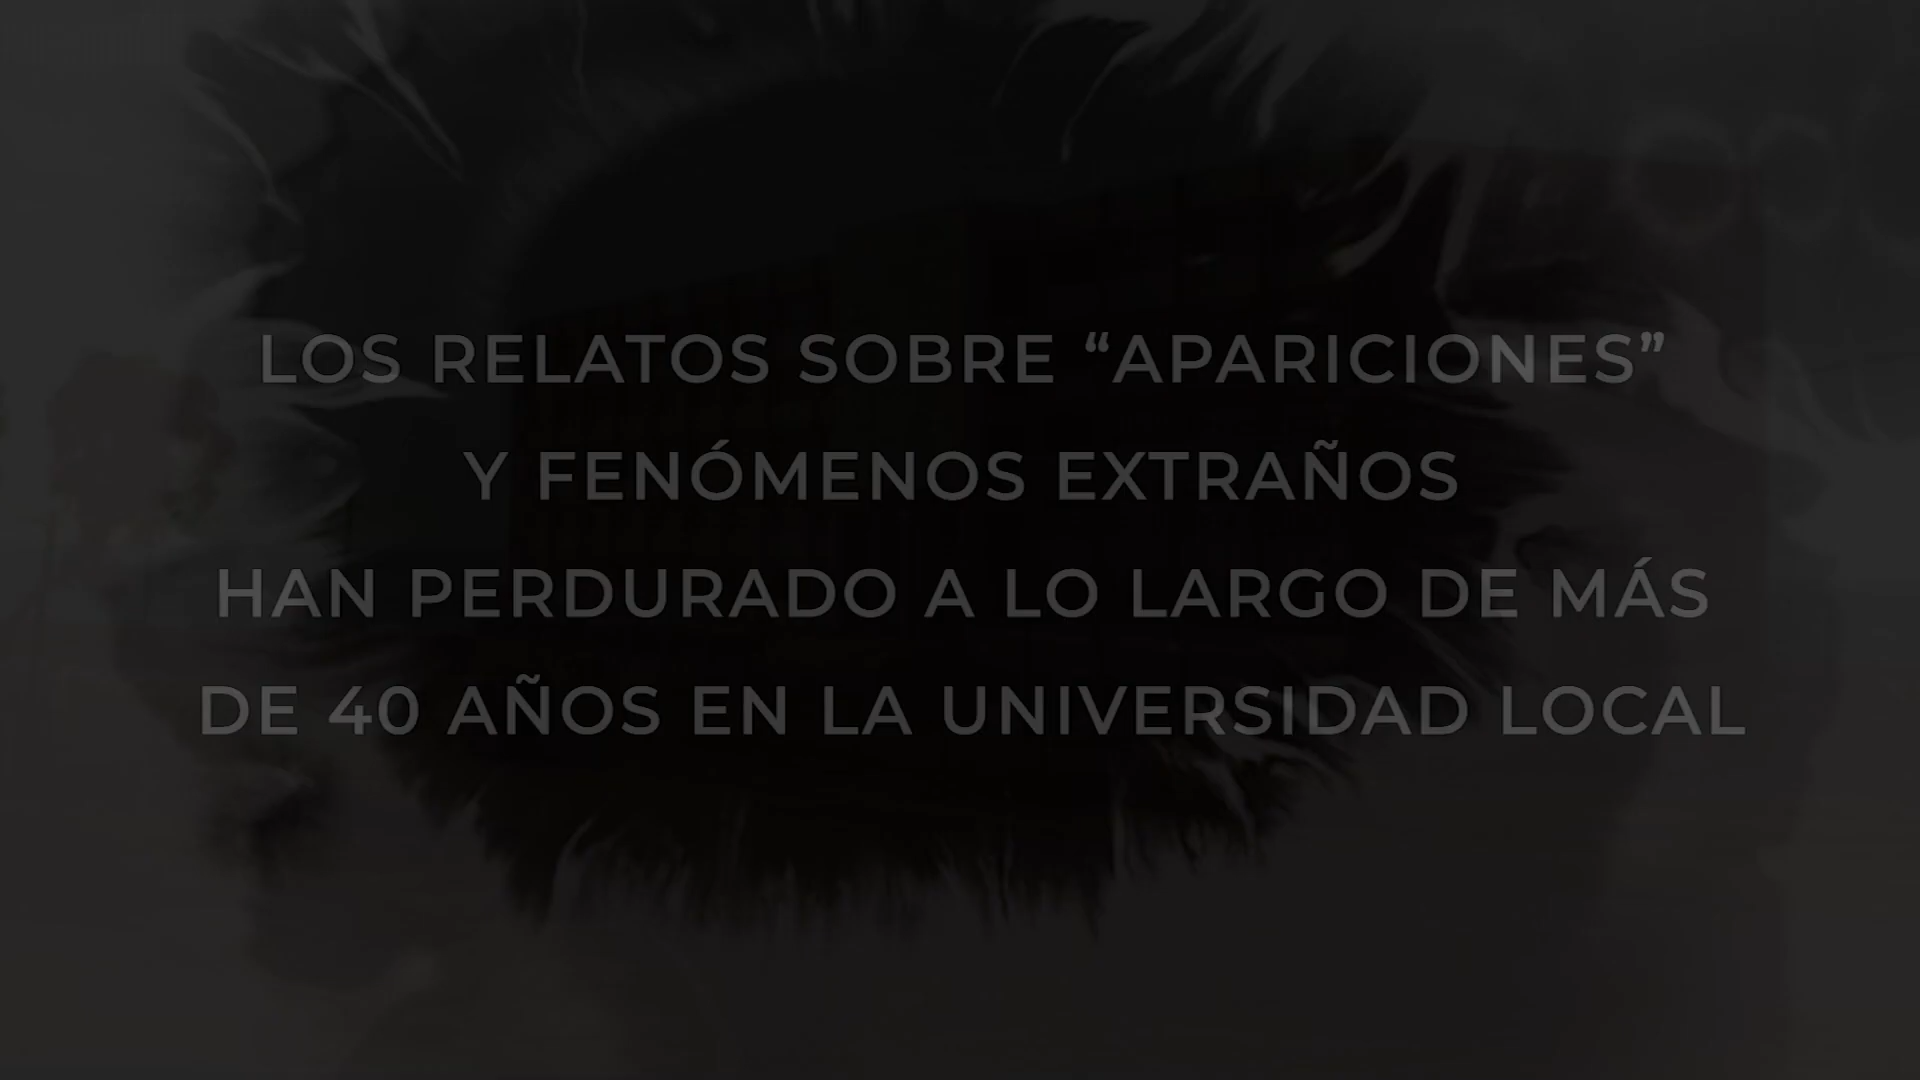 LOS RELATOS SOBRE “APARICIONES”
Y FENÓMENOS EXTRAÑOS
HAN PERDURADO A LO LARGO DE MÁS
DE 40 AÑOS EN LA UNIVERSIDAD LOCAL